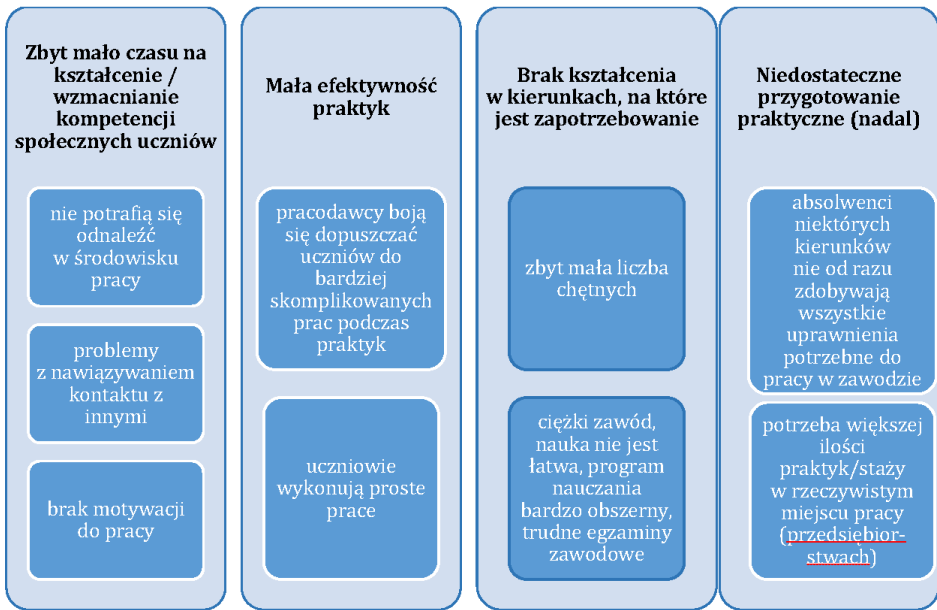 Zbyt mało czasu na
kształcenie /
wzmacnianie
kompetencji
społecznych uczniów
nie potrafią się
odnaleźć
w środowisku
pracy
problemy
z nawiązywaniem
kontaktu z
innymi
brak motywacji
do pracy
Mała efektywność
praktyk
pracodawcy boją
się dopuszczać
uczniów do
bardziej
skomplikowanych
prac podczas
praktyk
uczniowie
wykonują proste
prace
Brak kształcenia
w kierunkach, na które
jest zapotrzebowanie
zbyt mała liczba
chętnych
ciężki zawód,
nauka nie jest
łatwa, program
nauczania
bardzo obszerny,
trudne egzaminy
zawodowe
Niedostateczne
przygotowanie
praktyczne (nadal)
absolwenci
niektórych
kierunków
nie od razu
zdobywają
wszystkie
uprawnienia
potrzebne do
pracy w zawodzie
potrzeba większej
ilości
praktyk/staży
w rzeczywistym
miejscu pracy
(przedsiębior-
stwach)